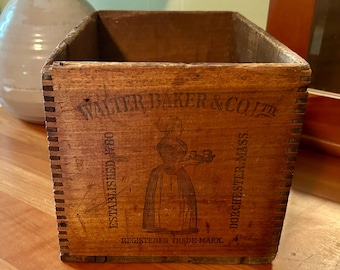 WALTER BAKER & CO. LTD.
ESTABLISHED 1780
DORCHESTER, MASS
REGISTERED TRADE-MARK.